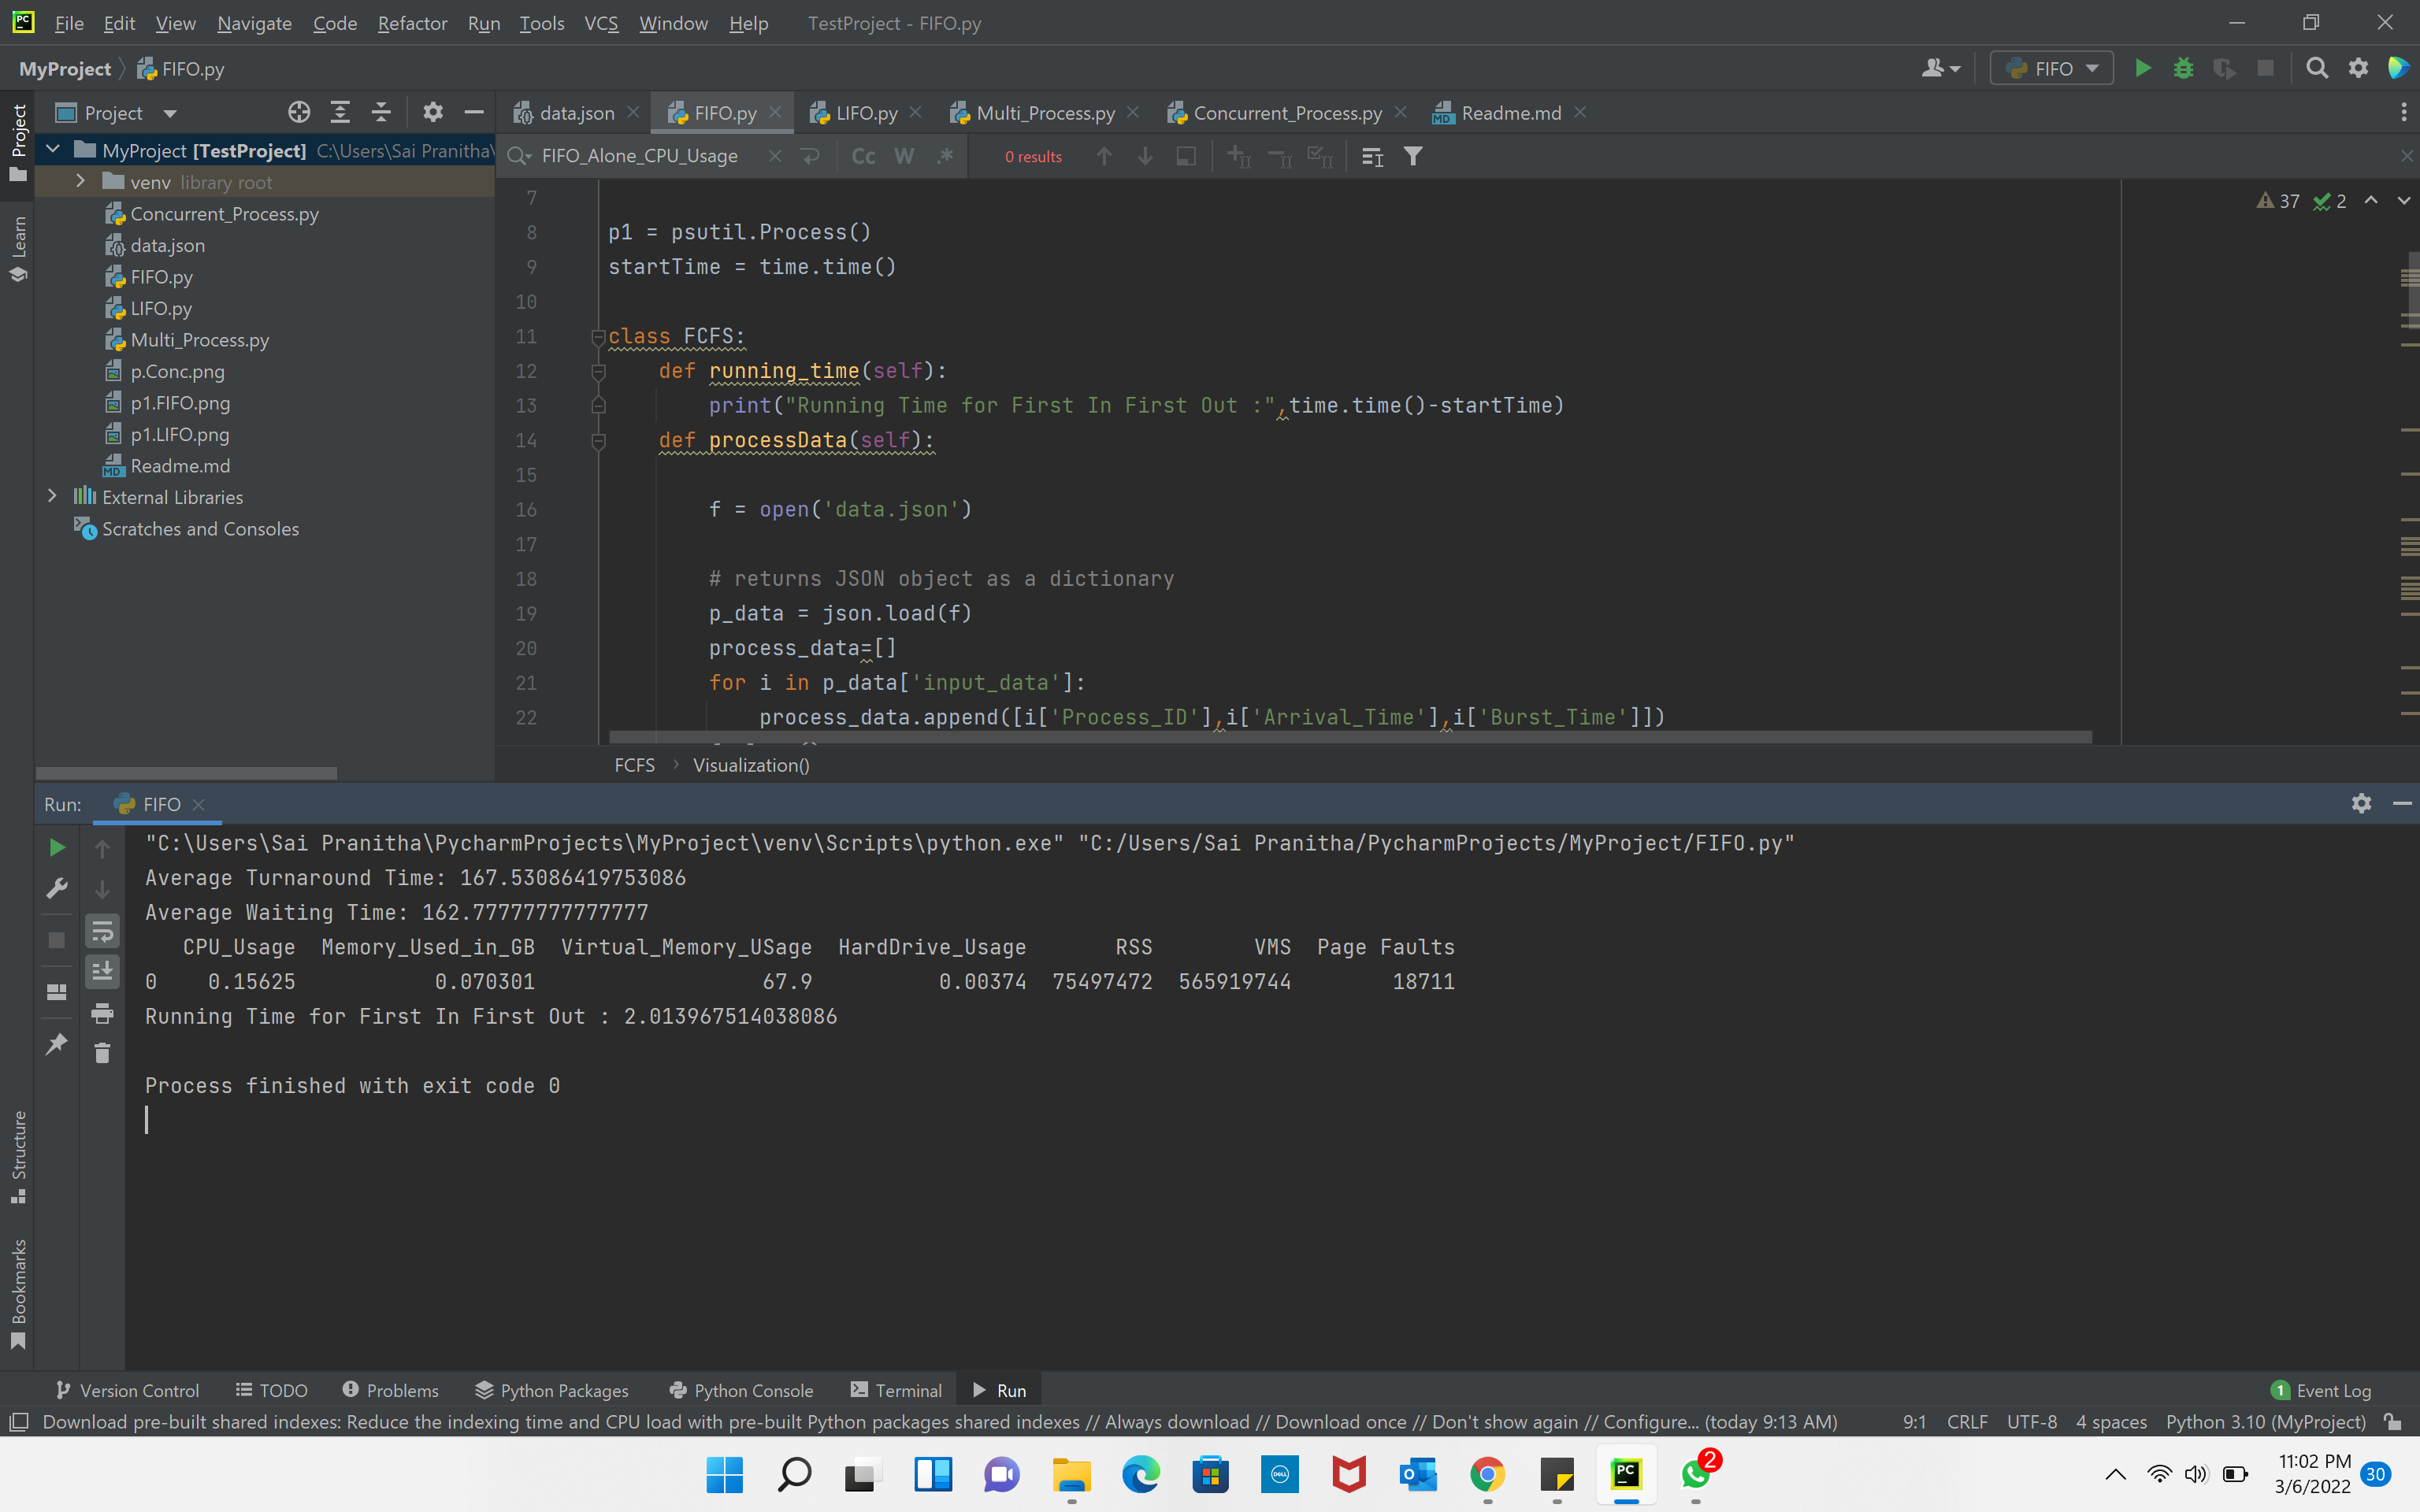 File Edit View Navigate Code Refactor Run Tools VCS Window Help TestProject - FIFO.py
MyProject FIFO.py FIFO
Project data.json FIFO.py LIFO.py Multi_Process.py Concurrent_Process.py Readme.md
Project
Learn
Structure
Bookmarks
MyProject [TestProject] C:\Users\Sai Pranitha\
venv library root
Concurrent_Process.py
data.json
FIFO.py
LIFO.py
Multi_Process.py
p.Conc.png
p1.FIFO.png
p1.LIFO.png
Readme.md
External Libraries
Scratches and Consoles
FIFO_Alone_CPU_Usage Cc W .* 0 results
37 2
7
8 p1 = psutil.Process()
9 startTime = time.time()
10
11 class FCFS:
12 def running_time(self):
13 print("Running Time for First In First Out :",time.time()-startTime)
14 def processData(self):
15
16 f = open('data.json')
17
18 # returns JSON object as a dictionary
19 p_data = json.load(f)
20 process_data=[]
21 for i in p_data['input_data']:
22 process_data.append([i['Process_ID'],i['Arrival_Time'],i['Burst_Time']])
FCFS Visualization()
Run: FIFO
"C:\Users\Sai Pranitha\PycharmProjects\MyProject\venv\Scripts\python.exe" "C:/Users/Sai Pranitha/PycharmProjects/MyProject/FIFO.py"
Average Turnaround Time: 167.53086419753086
Average Waiting Time: 162.77777777777777
CPU_Usage Memory_Used_in_GB Virtual_Memory_USage HardDrive_Usage RSS VMS Page Faults
0 0.15625 0.070301 67.9 0.00374 75497472 565919744 18711
Running Time for First In First Out : 2.013967514038086
Process finished with exit code 0
Version Control TODO Problems Python Packages Python Console Terminal Run 1 Event Log
Download pre-built shared indexes: Reduce the indexing time and CPU load with pre-built Python packages shared indexes // Always download // Download once // Don't show again // Configure... (today 9:13 AM) 9:1 CRLF UTF-8 4 spaces Python 3.10 (MyProject)
DELL
PC
2
11:02 PM
3/6/2022
30